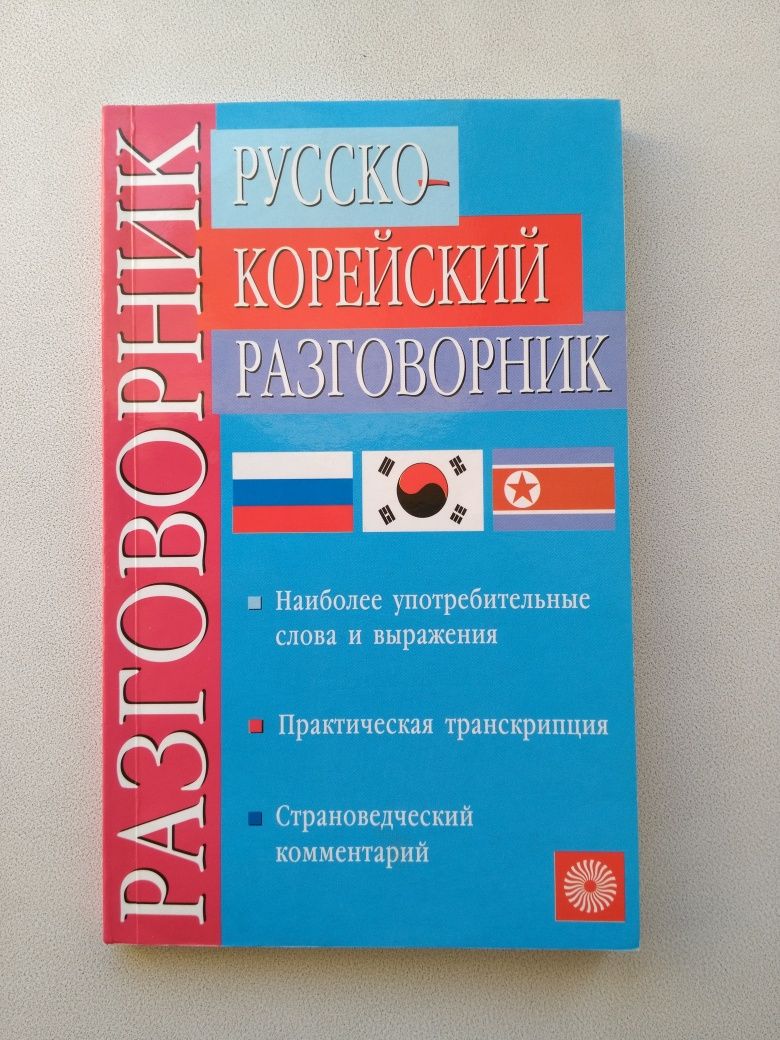 РАЗГОВОРНИК
РУССКО-
КОРЕЙСКИЙ
РАЗГОВОРНИК
Наиболее употребительные
слова и выражения
Практическая транскрипция
Страноведческий
комментарий